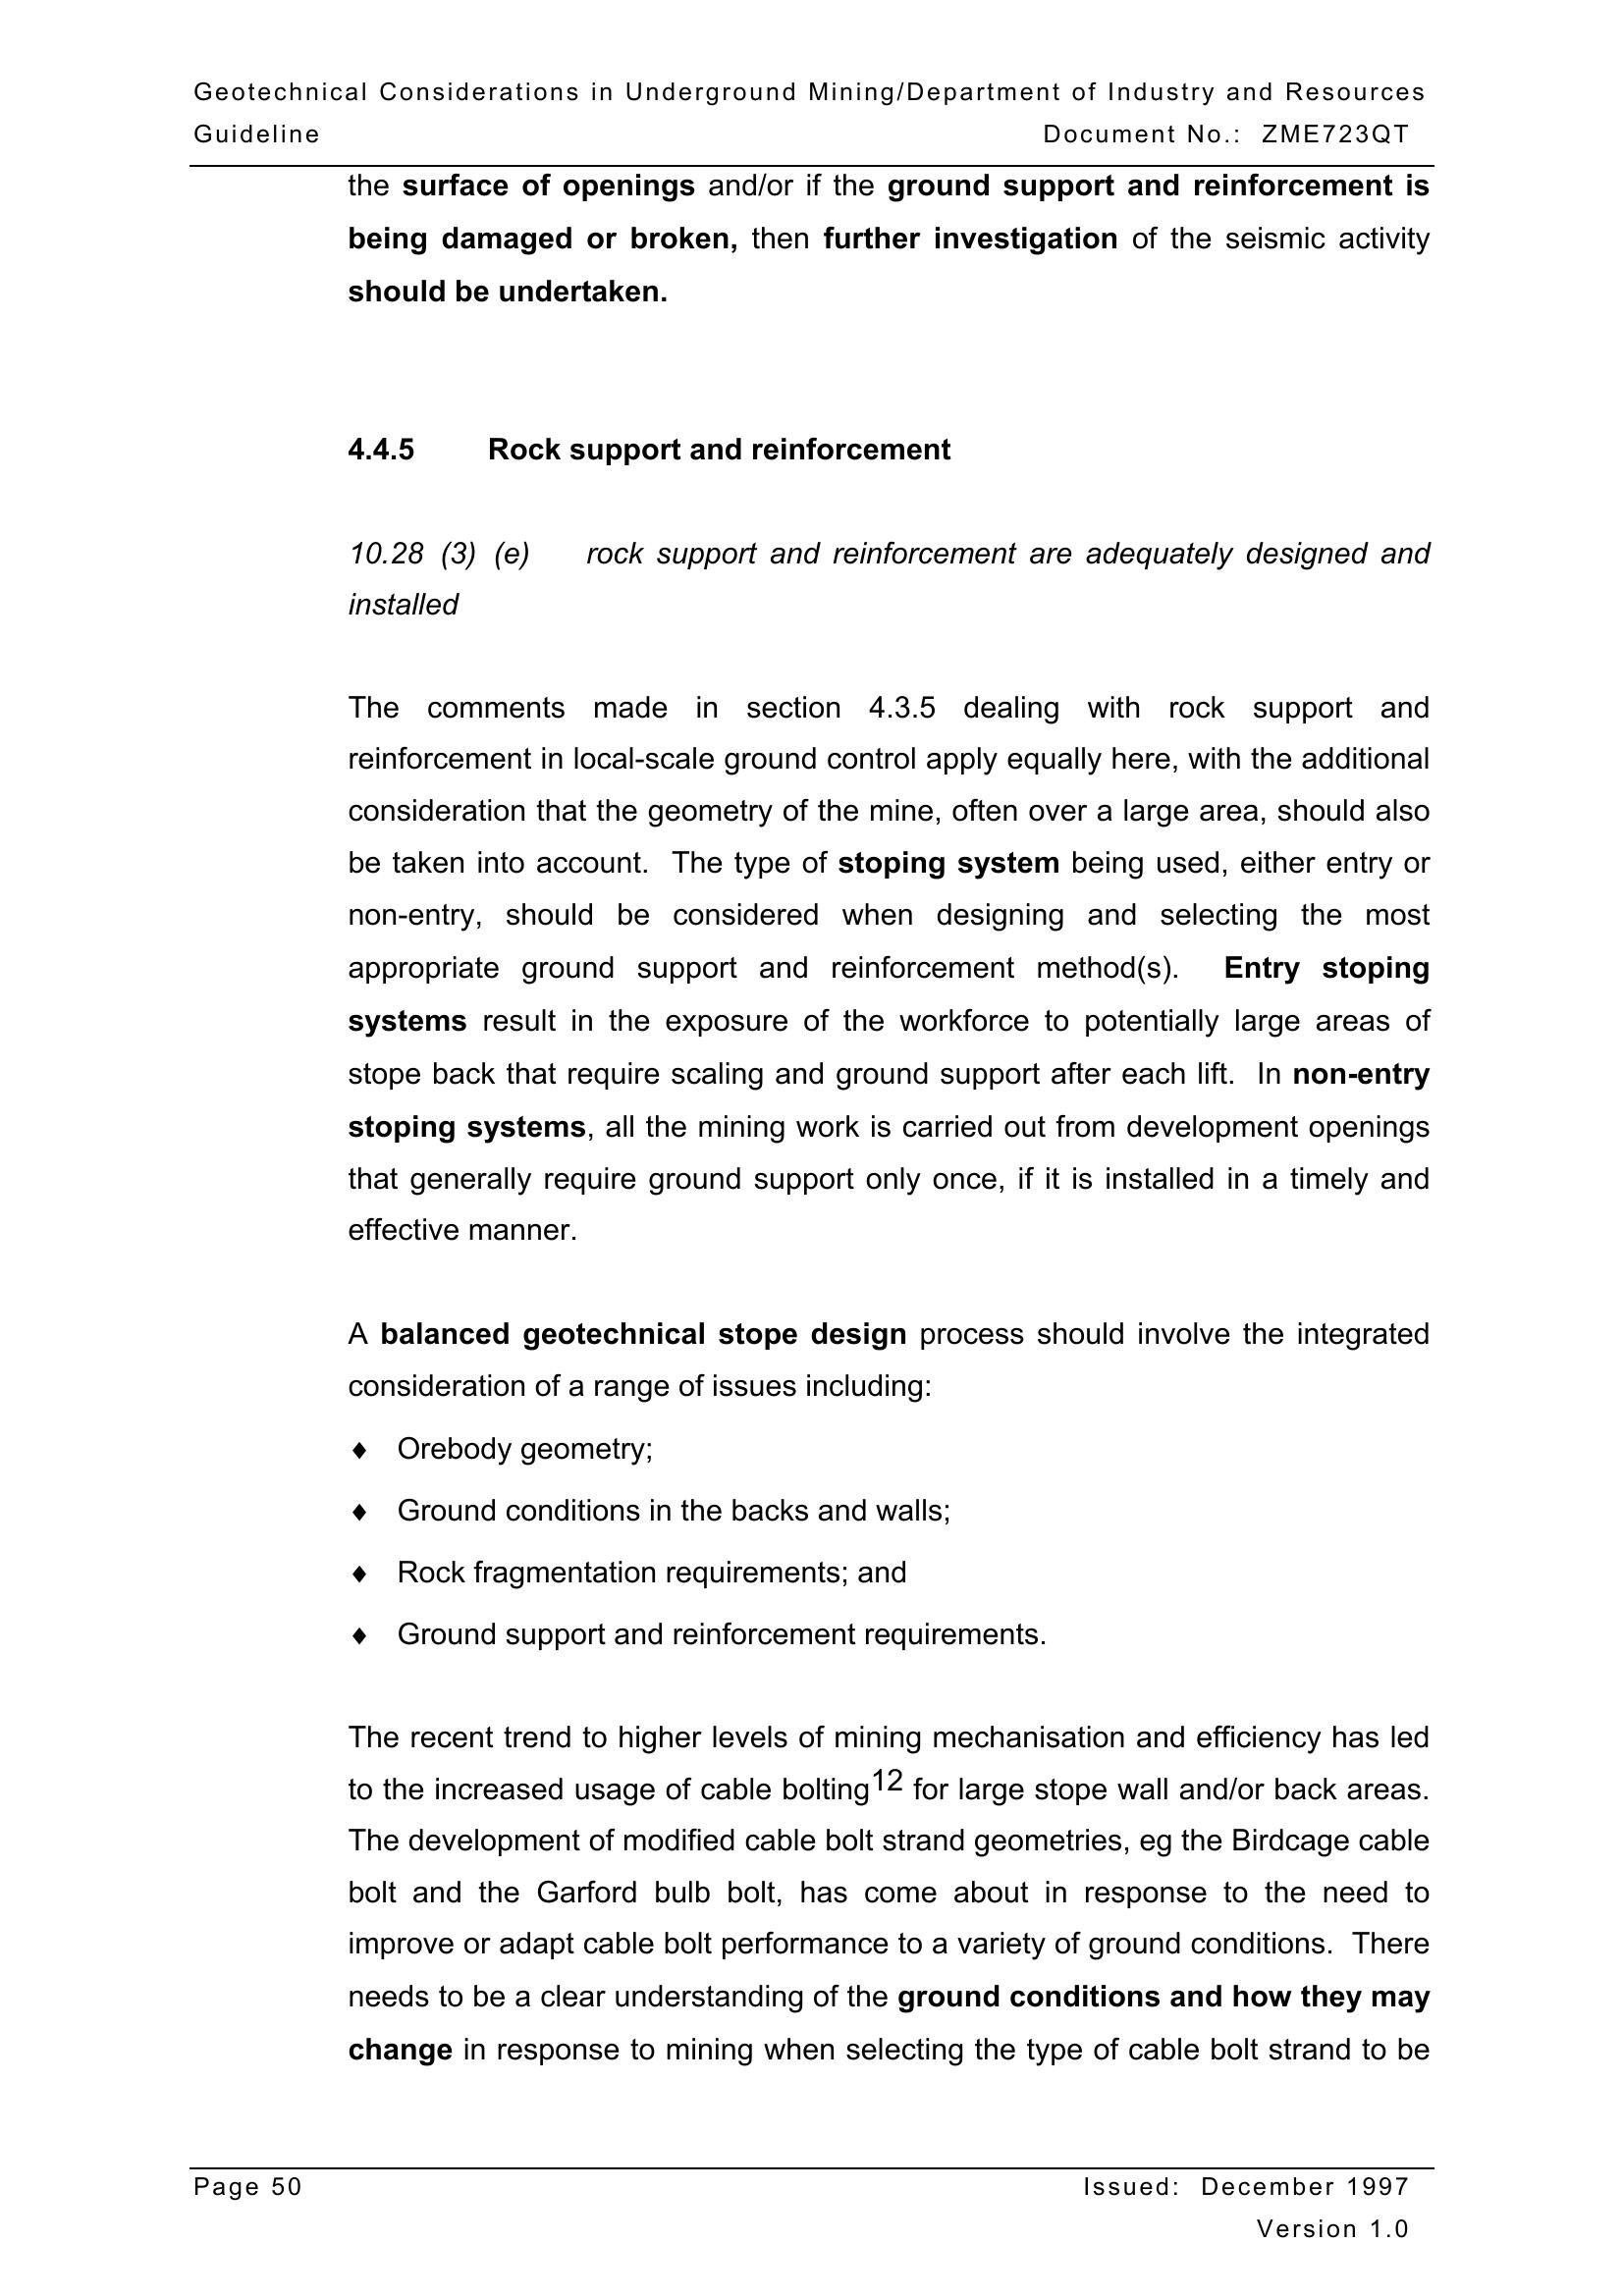 Geotechnical Considerations in Underground Mining/Department of Industry and Resources
Guideline Document No.: ZME723QT
the surface of openings and/or if the ground support and reinforcement is
being damaged or broken, then further investigation of the seismic activity
should be undertaken.
4.4.5 Rock support and reinforcement
10.28 (3) (e) rock support and reinforcement are adequately designed and
installed
The comments made in section 4.3.5 dealing with rock support and
reinforcement in local-scale ground control apply equally here, with the additional
consideration that the geometry of the mine, often over a large area, should also
be taken into account. The type of stoping system being used, either entry or
non-entry, should be considered when designing and selecting the most
appropriate ground support and reinforcement method(s). Entry stoping
systems result in the exposure of the workforce to potentially large areas of
stope back that require scaling and ground support after each lift. In non-entry
stoping systems, all the mining work is carried out from development openings
that generally require ground support only once, if it is installed in a timely and
effective manner.
A balanced geotechnical stope design process should involve the integrated
consideration of a range of issues including:
♦ Orebody geometry;
♦ Ground conditions in the backs and walls;
♦ Rock fragmentation requirements; and
♦ Ground support and reinforcement requirements.
The recent trend to higher levels of mining mechanisation and efficiency has led
to the increased usage of cable bolting12 for large stope wall and/or back areas.
The development of modified cable bolt strand geometries, eg the Birdcage cable
bolt and the Garford bulb bolt, has come about in response to the need to
improve or adapt cable bolt performance to a variety of ground conditions. There
needs to be a clear understanding of the ground conditions and how they may
change in response to mining when selecting the type of cable bolt strand to be
Page 50 Issued: December 1997
Version 1.0